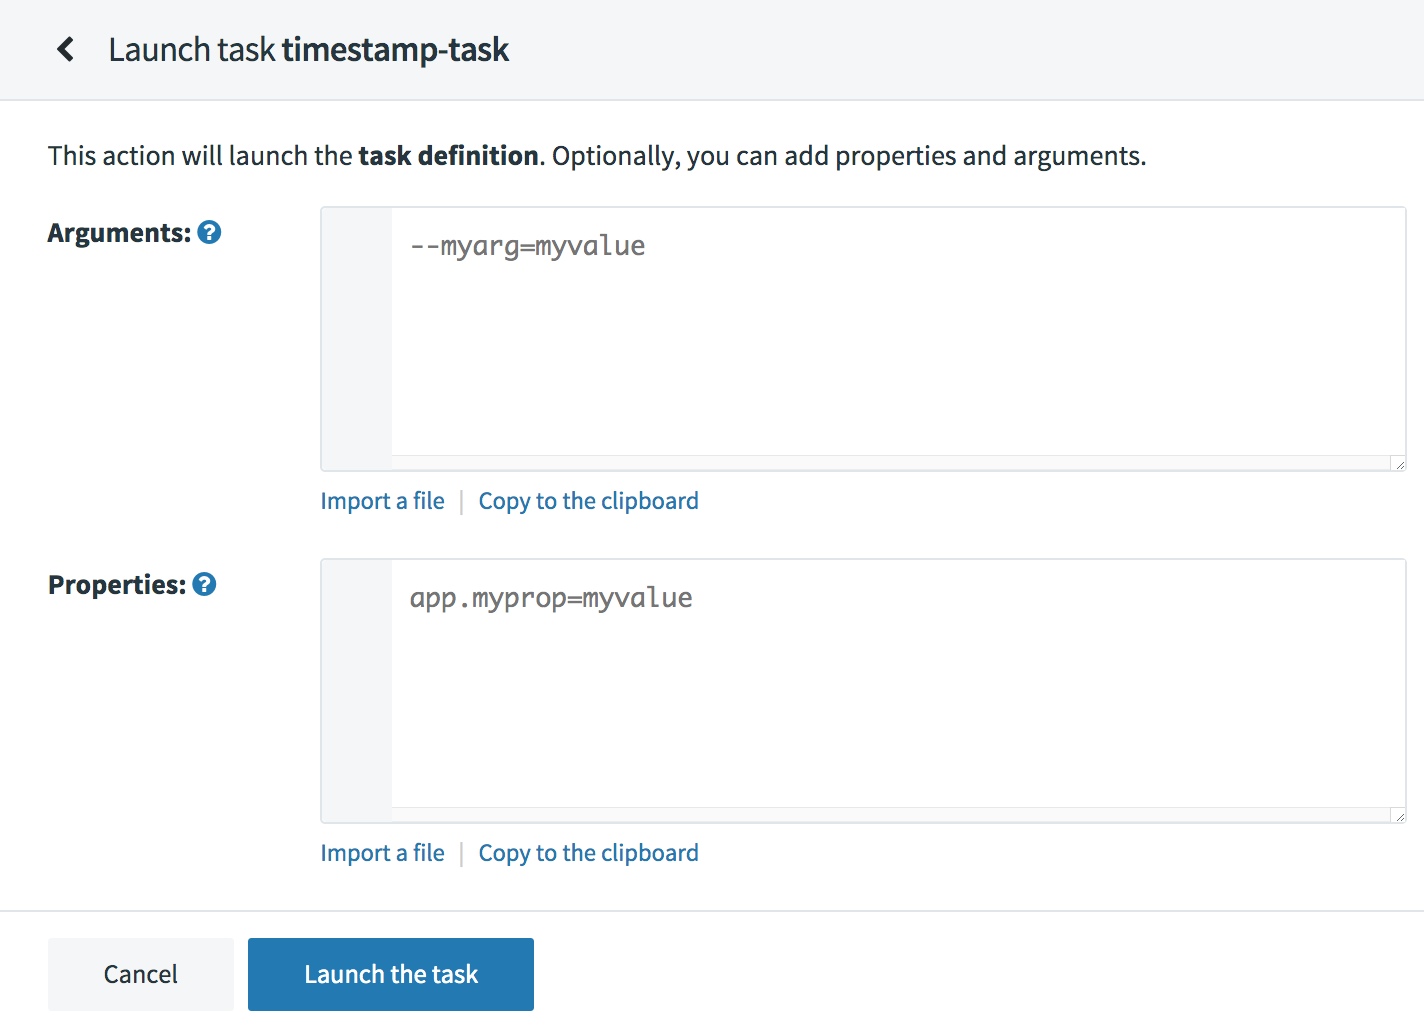 Launch task timestamp-task
This action will launch the task definition. Optionally, you can add properties and arguments.
Arguments: ?
--myarg=myvalue
Import a file | Copy to the clipboard
Properties: ?
app.myprop=myvalue
Import a file | Copy to the clipboard
Cancel
Launch the task